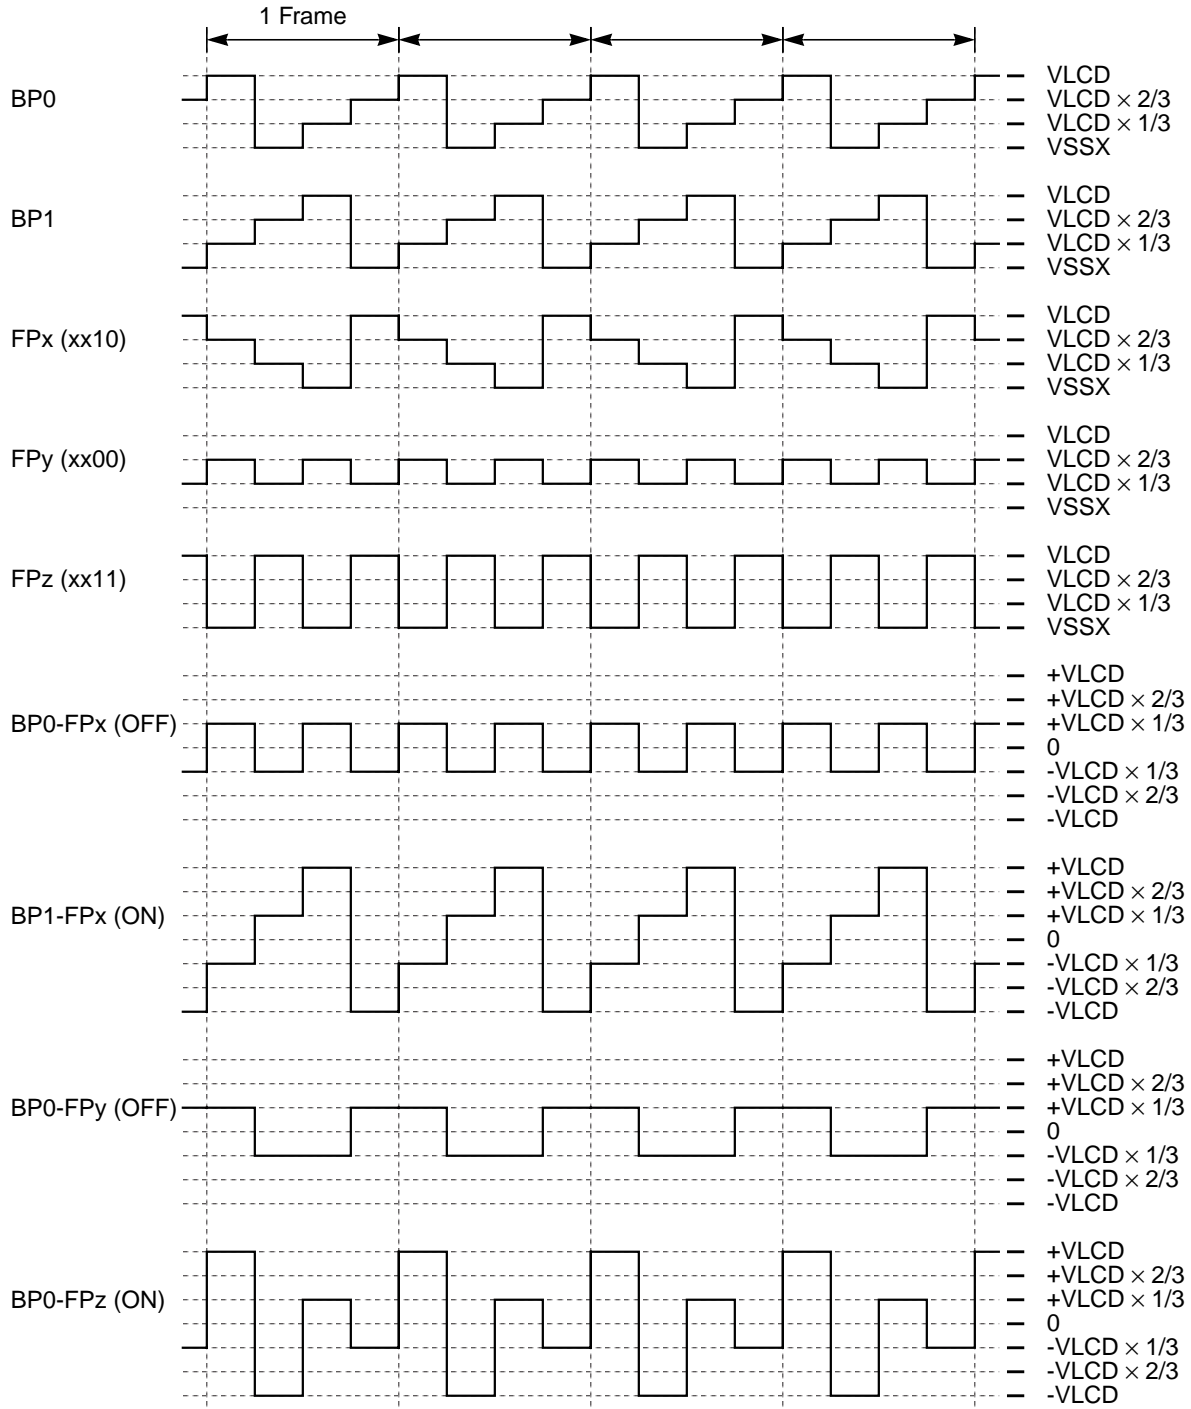 1 Frame
BP0
VLCD
VLCD × 2/3
VLCD × 1/3
VSSX
BP1
VLCD
VLCD × 2/3
VLCD × 1/3
VSSX
FPx (xx10)
VLCD
VLCD × 2/3
VLCD × 1/3
VSSX
FPy (xx00)
VLCD
VLCD × 2/3
VLCD × 1/3
VSSX
FPz (xx11)
VLCD
VLCD × 2/3
VLCD × 1/3
VSSX
BP0-FPx (OFF)
+VLCD
+VLCD × 2/3
+VLCD × 1/3
0
-VLCD × 1/3
-VLCD × 2/3
-VLCD
BP1-FPx (ON)
+VLCD
+VLCD × 2/3
+VLCD × 1/3
0
-VLCD × 1/3
-VLCD × 2/3
-VLCD
BP0-FPy (OFF)
+VLCD
+VLCD × 2/3
+VLCD × 1/3
0
-VLCD × 1/3
-VLCD × 2/3
-VLCD
BP0-FPz (ON)
+VLCD
+VLCD × 2/3
+VLCD × 1/3
0
-VLCD × 1/3
-VLCD × 2/3
-VLCD